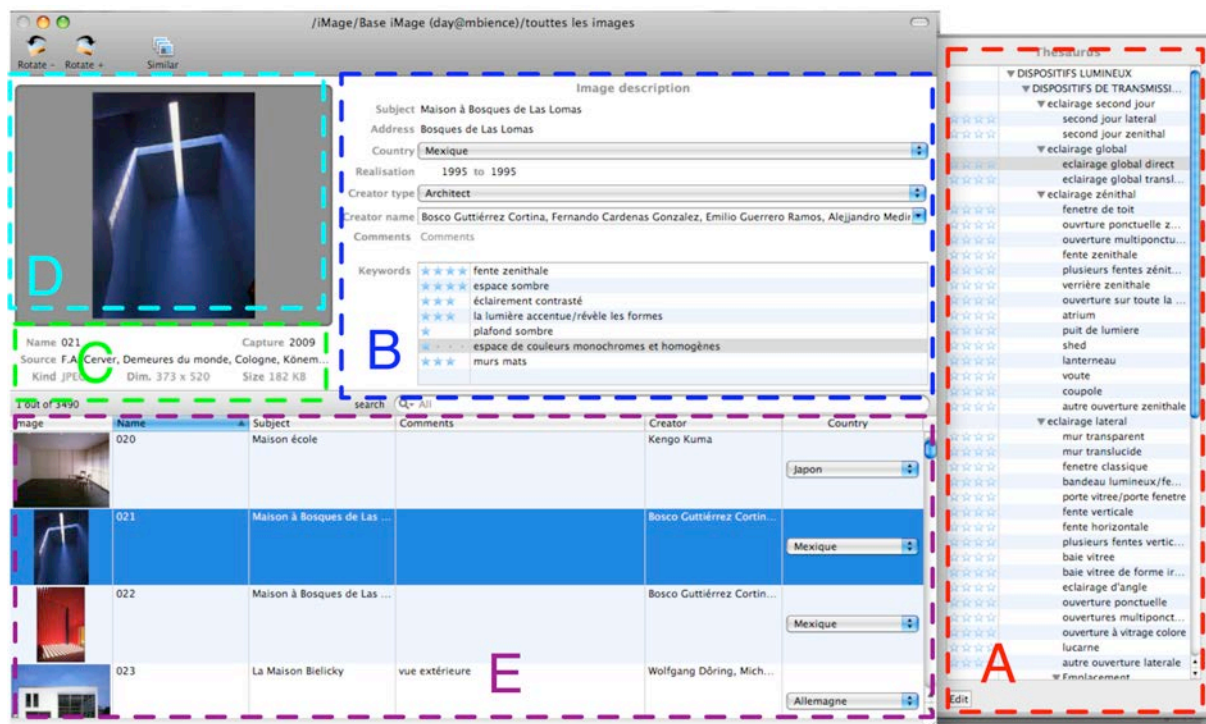 /iMage/Base iMage (day@mbience)/touttes les images
Rotate - Rotate + Similar
D
Name 021 Capture 2009
Source F.A. Cerver, Demeures du monde, Cologne, Könem...
Kind JPEG Dim. 373 x 520 Size 182 KB
C
Image description
Subject Maison à Bosques de Las Lomas
Address Bosques de Las Lomas
Country Mexique
Realisation 1995 to 1995
Creator type Architect
Creator name Bosco Guttiérrez Cortina, Fernando Cardenas Gonzalez, Emilio Guerrero Ramos, Alejjandro Medir
Comments Comments
Keywords ★★★★ fente zenithale
★★★★ espace sombre
★★★ éclairement contrasté
★★★ la lumière accentue/révèle les formes
★ plafond sombre
★ · · · espace de couleurs monochromes et homogènes
★★★ murs mats
B
1 out of 3490 search All
Image Name Subject Comments Creator Country
020 Maison école Kengo Kuma
Japon
021 Maison à Bosques de Las ... Bosco Guttiérrez Cortin...
Mexique
022 Maison à Bosques de Las ... Bosco Guttiérrez Cortin...
Mexique
023 La Maison Bielicky vue extérieure Wolfgang Döring, Mich...
Allemagne
E
Thesaurus
DISPOSITIFS LUMINEUX
DISPOSITIFS DE TRANSMISSI...
eclairage second jour
second jour lateral
second jour zenithal
eclairage global
eclairage global direct
eclairage global transl...
eclairage zénithal
fenetre de toit
ouvrture ponctuelle z...
ouverture multiponctu...
fente zenithale
plusieurs fentes zénit...
verrière zenithale
ouverture sur toute la ...
atrium
puit de lumiere
shed
lanterneau
voute
coupole
autre ouverture zenithale
eclairage lateral
mur transparent
mur translucide
fenetre classique
bandeau lumineux/fe...
porte vitree/porte fenetre
fente verticale
fente horizontale
plusieurs fentes vertic...
baie vitree
baie vitree de forme ir...
eclairage d'angle
ouverture ponctuelle
ouvertures multiponct...
ouverture à vitrage colore
lucarne
autre ouverture laterale
Emplacement
A
Edit